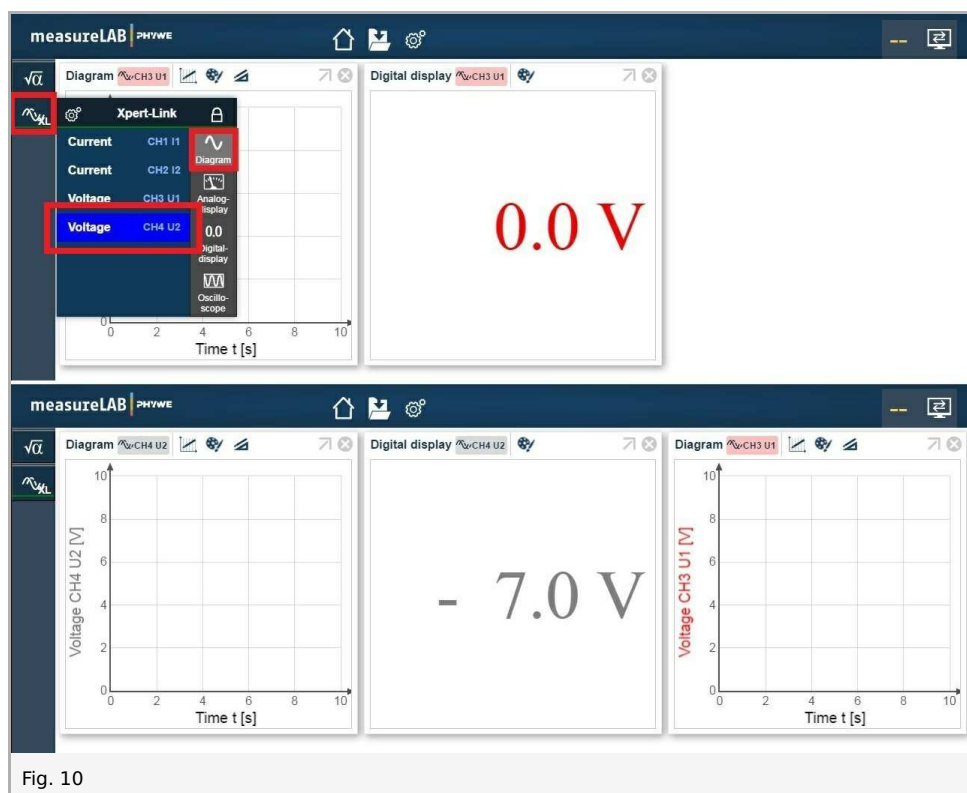 measureLAB PHYWE
--
√α
Diagram CH3 U1
Digital display CH3 U1
XL
Xpert-Link
Current CH1 I1
Diagram
Current CH2 I2
Analog-
display
Voltage CH3 U1
Voltage CH4 U2
0.0
Digital-
display
Oscillo-
scope
0.0 V
0
0 2 4 6 8 10
Time t [s]
measureLAB PHYWE
--
√α
XL
Diagram CH4 U2
Digital display CH4 U2
Diagram CH3 U1
10
8
6
4
2
0
Voltage CH4 U2 [V]
0 2 4 6 8 10
Time t [s]
- 7.0 V
10
8
6
4
2
0
Voltage CH3 U1 [V]
0 2 4 6 8 10
Time t [s]
Fig. 10